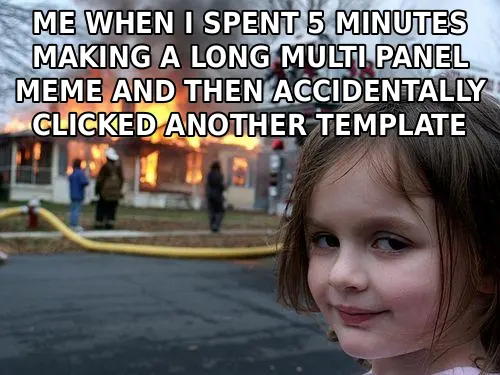 ME WHEN I SPENT 5 MINUTES
MAKING A LONG MULTI PANEL
MEME AND THEN ACCIDENTALLY
CLICKED ANOTHER TEMPLATE